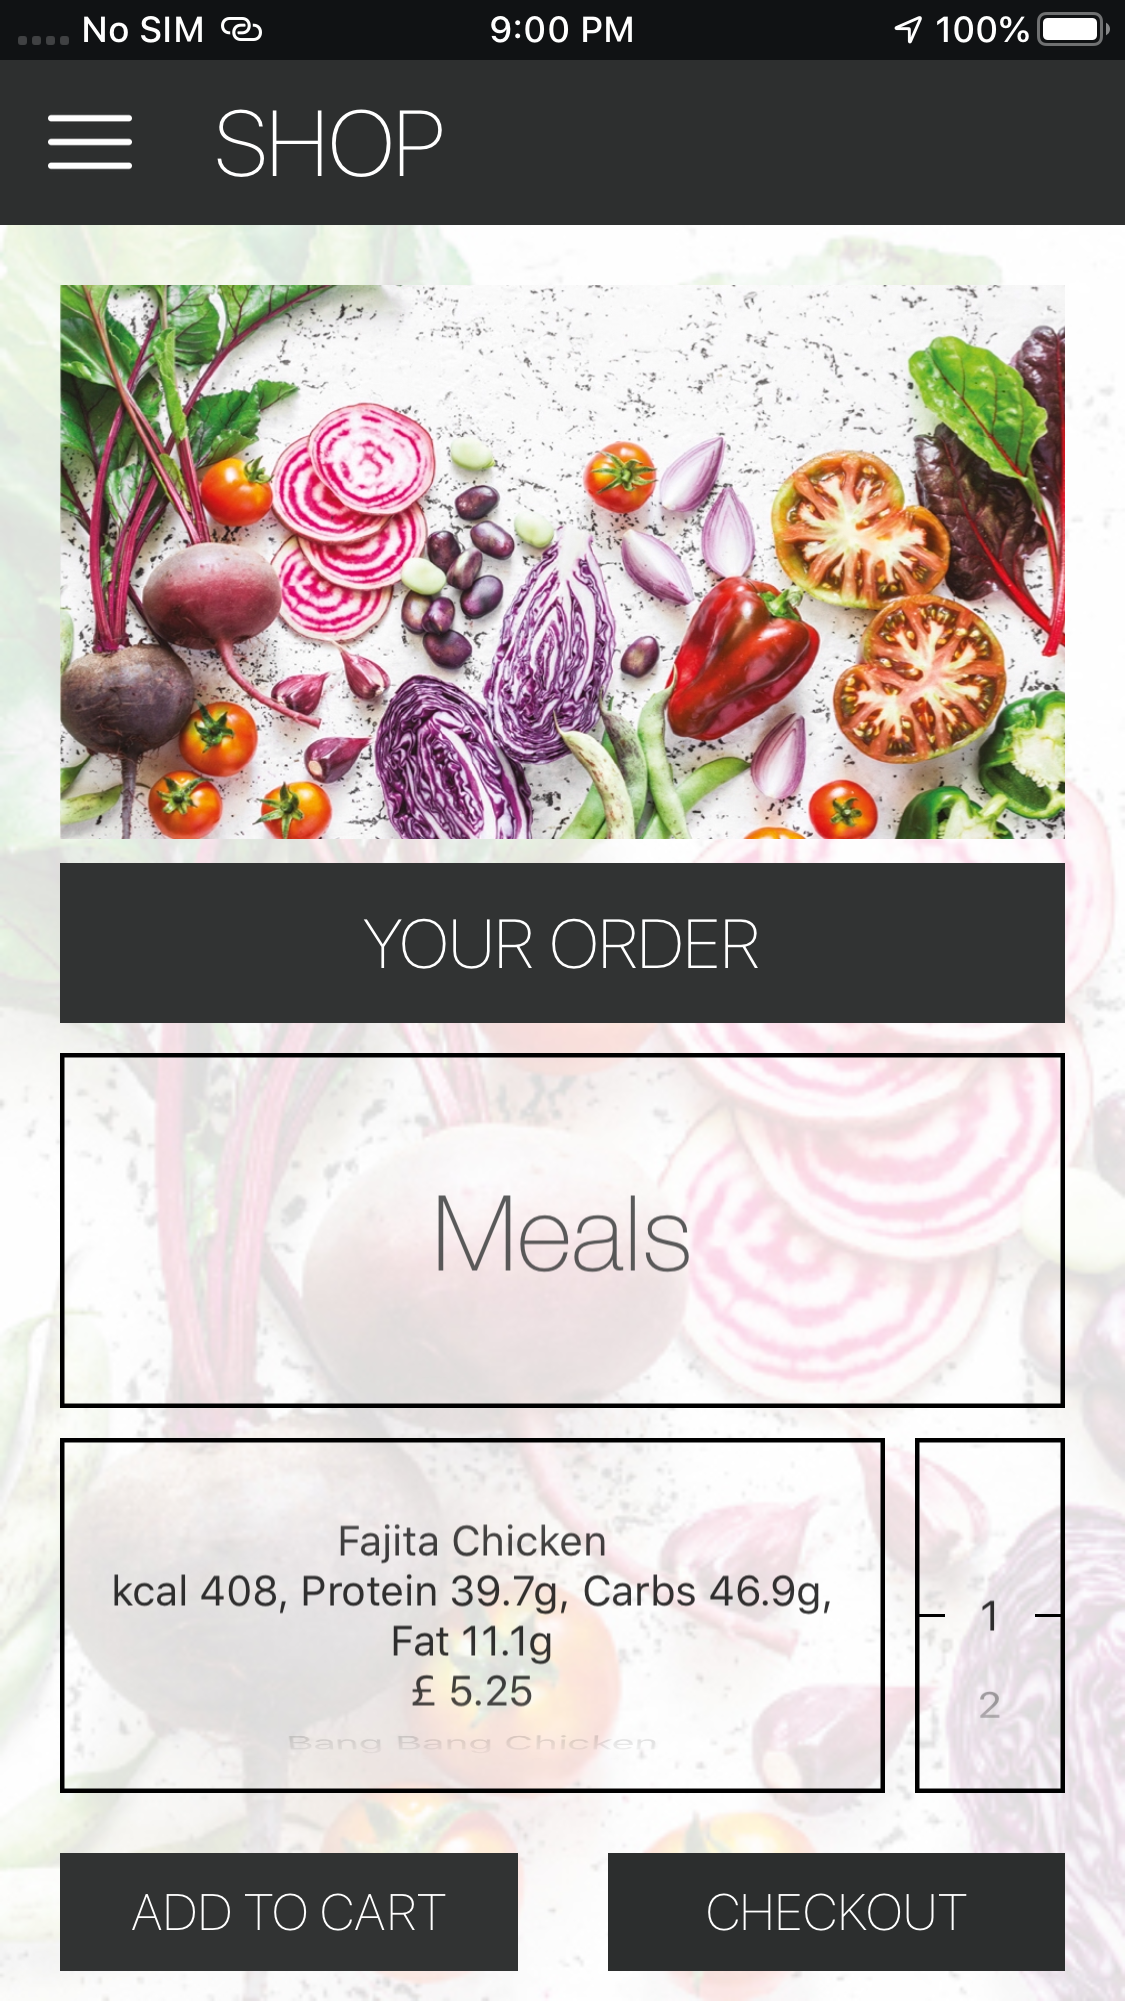 No SIM 9:00 PM 100%
SHOP
YOUR ORDER
Meals
Fajita Chicken
kcal 408, Protein 39.7g, Carbs 46.9g,
Fat 11.1g
£ 5.25
Bang Bang Chicken
1
2
ADD TO CART
CHECKOUT